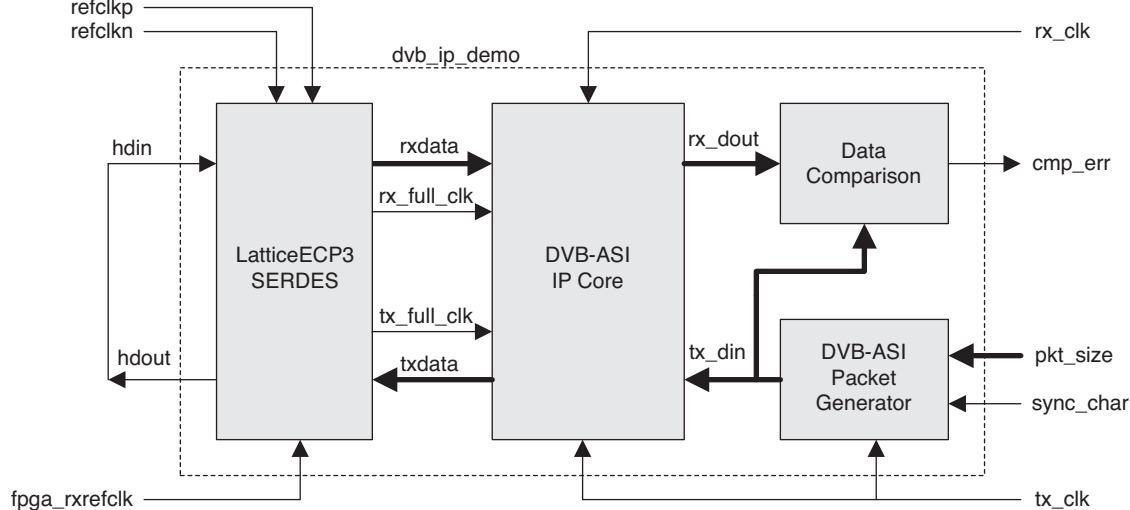 refclkp
refclkn
rx_clk
dvb_ip_demo
hdin
rxdata
rx_dout
Data
Comparison
cmp_err
rx_full_clk
LatticeECP3
SERDES
DVB-ASI
IP Core
tx_full_clk
hdout
txdata
tx_din
DVB-ASI
Packet
Generator
pkt_size
sync_char
fpga_rxrefclk
tx_clk